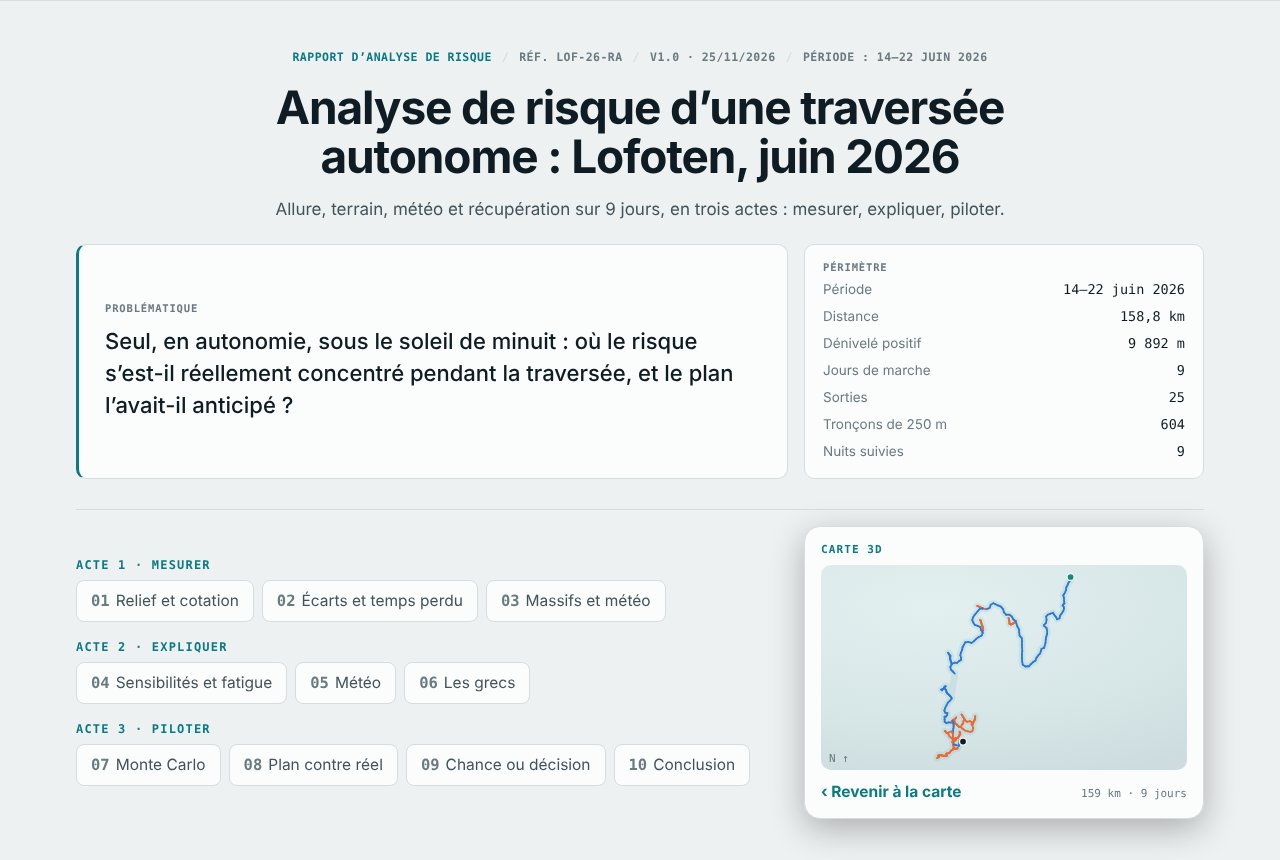 RAPPORT D’ANALYSE DE RISQUE / RÉF. LOF-26-RA / V1.0 · 25/11/2026 / PÉRIODE : 14–22 JUIN 2026
Analyse de risque d’une traversée
autonome : Lofoten, juin 2026
Allure, terrain, météo et récupération sur 9 jours, en trois actes : mesurer, expliquer, piloter.
PROBLÉMATIQUE
Seul, en autonomie, sous le soleil de minuit : où le risque
s’est-il réellement concentré pendant la traversée, et le plan
l’avait-il anticipé ?
PÉRIMÈTRE
Période 14–22 juin 2026
Distance 158,8 km
Dénivelé positif 9 892 m
Jours de marche 9
Sorties 25
Tronçons de 250 m 604
Nuits suivies 9
ACTE 1 · MESURER
01 Relief et cotation 02 Écarts et temps perdu 03 Massifs et météo
ACTE 2 · EXPLIQUER
04 Sensibilités et fatigue 05 Météo 06 Les grecs
ACTE 3 · PILOTER
07 Monte Carlo 08 Plan contre réel 09 Chance ou décision 10 Conclusion
CARTE 3D
N ↑
‹ Revenir à la carte 159 km · 9 jours